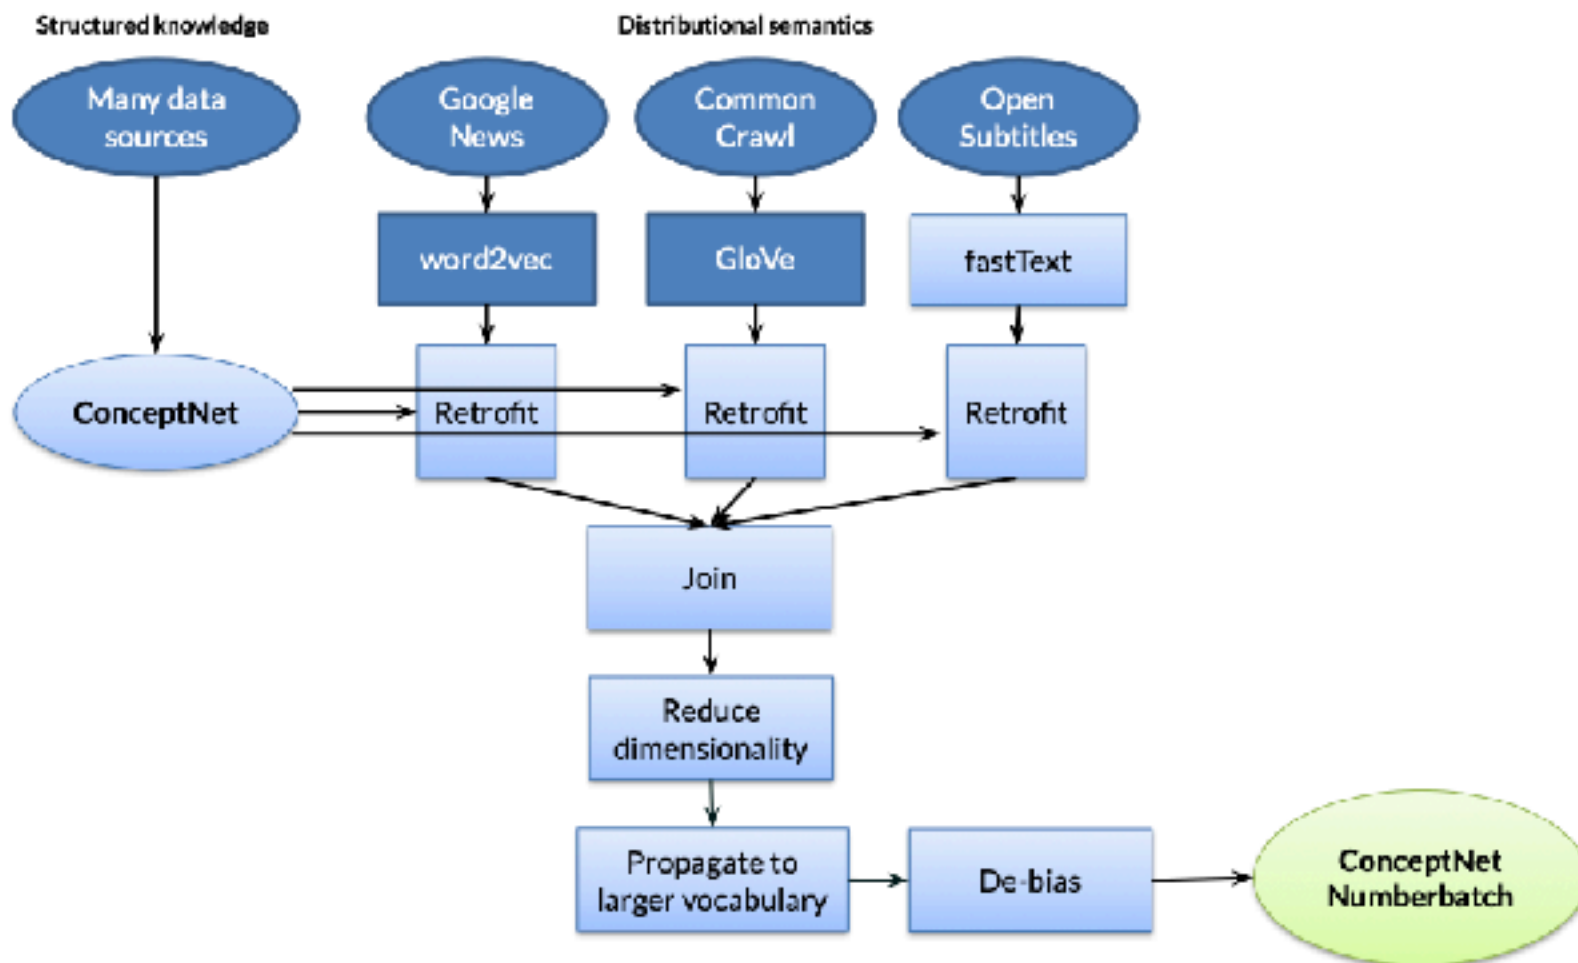 Structured knowledge
Distributional semantics
Many data
sources
Google
News
Common
Crawl
Open
Subtitles
word2vec
GloVe
fastText
ConceptNet
Retrofit
Retrofit
Retrofit
Join
Reduce
dimensionality
Propagate to
larger vocabulary
De-bias
ConceptNet
Numberbatch